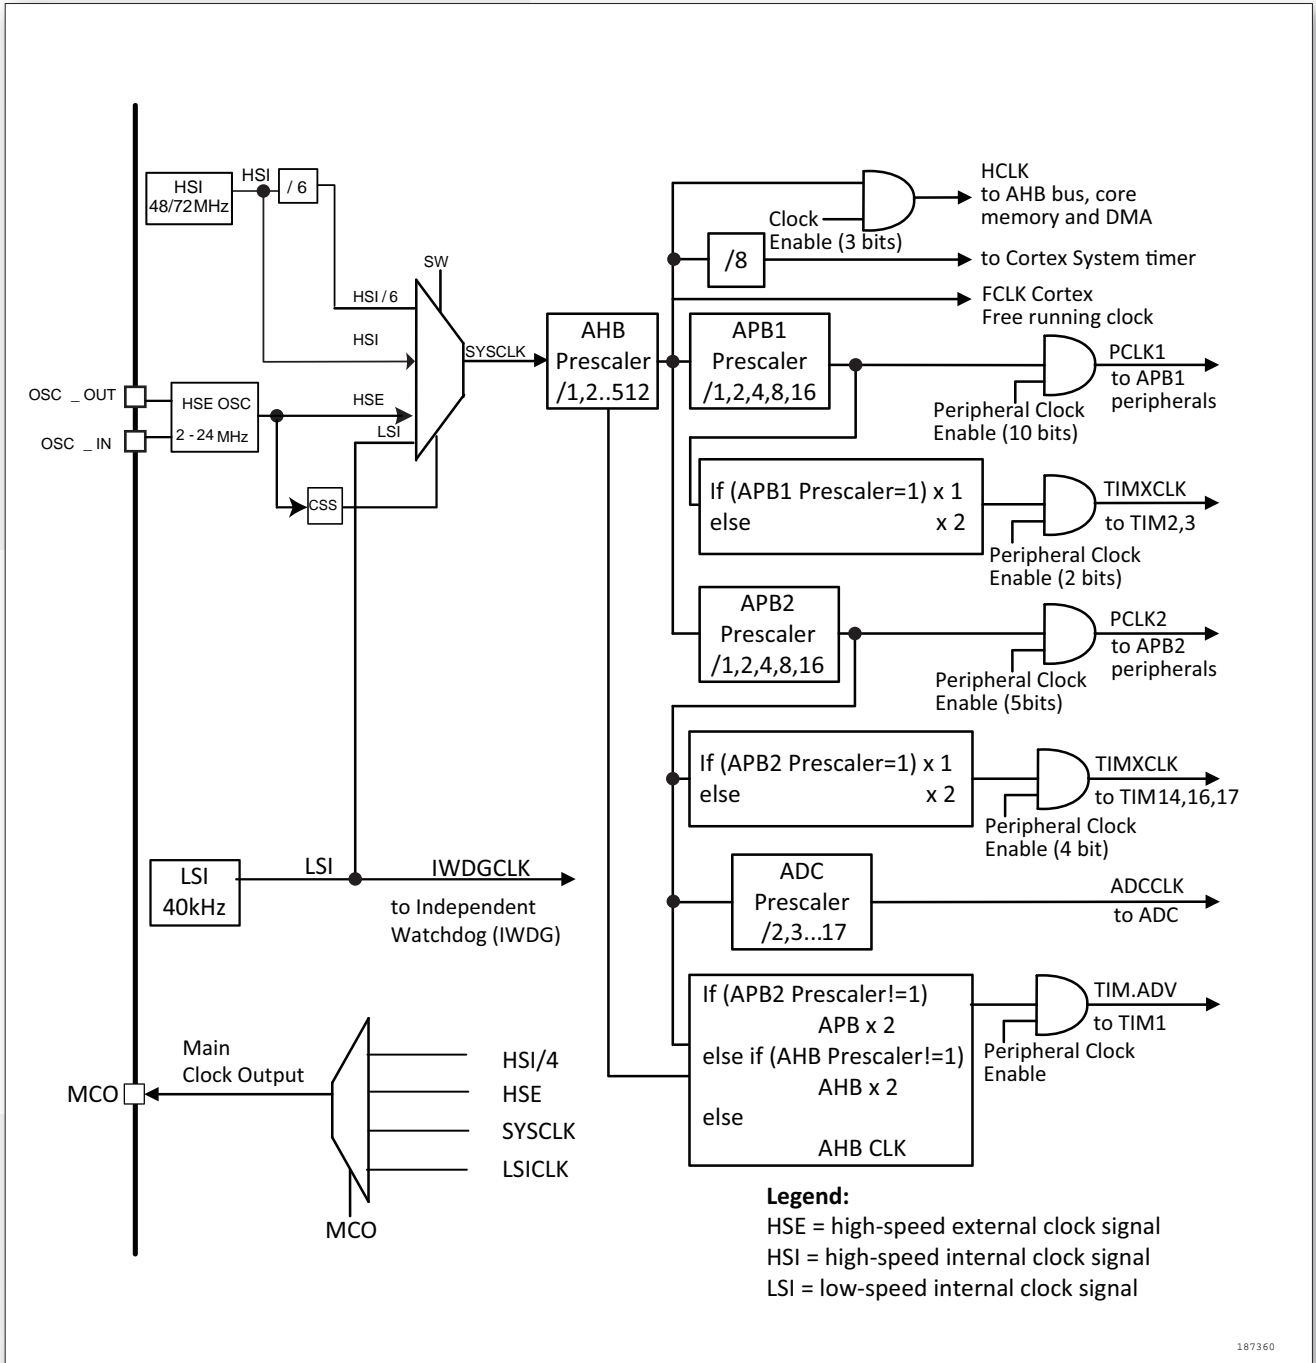 HSI
48/72MHz
HSI
/ 6
SW
HSI / 6
HSI
HSE
LSI
SYSCLK
OSC _ OUT
OSC _ IN
HSE OSC
2 - 24 MHz
CSS
AHB
Prescaler
/1,2..512
Clock
Enable (3 bits)
HCLK
to AHB bus, core
memory and DMA
/8
to Cortex System timer
FCLK Cortex
Free running clock
APB1
Prescaler
/1,2,4,8,16
Peripheral Clock
Enable (10 bits)
PCLK1
to APB1
peripherals
If (APB1 Prescaler=1) x 1
else x 2
Peripheral Clock
Enable (2 bits)
TIMXCLK
to TIM2,3
APB2
Prescaler
/1,2,4,8,16
Peripheral Clock
Enable (5bits)
PCLK2
to APB2
peripherals
If (APB2 Prescaler=1) x 1
else x 2
Peripheral Clock
Enable (4 bit)
TIMXCLK
to TIM14,16,17
LSI
40kHz
LSI
IWDGCLK
to Independent
Watchdog (IWDG)
ADC
Prescaler
/2,3...17
ADCCLK
to ADC
If (APB2 Prescaler!=1)
APB x 2
else if (AHB Prescaler!=1)
AHB x 2
else
AHB CLK
Peripheral Clock
Enable
TIM.ADV
to TIM1
MCO
Main
Clock Output
HSI/4
HSE
SYSCLK
LSICLK
MCO
Legend:
HSE = high-speed external clock signal
HSI = high-speed internal clock signal
LSI = low-speed internal clock signal
187360